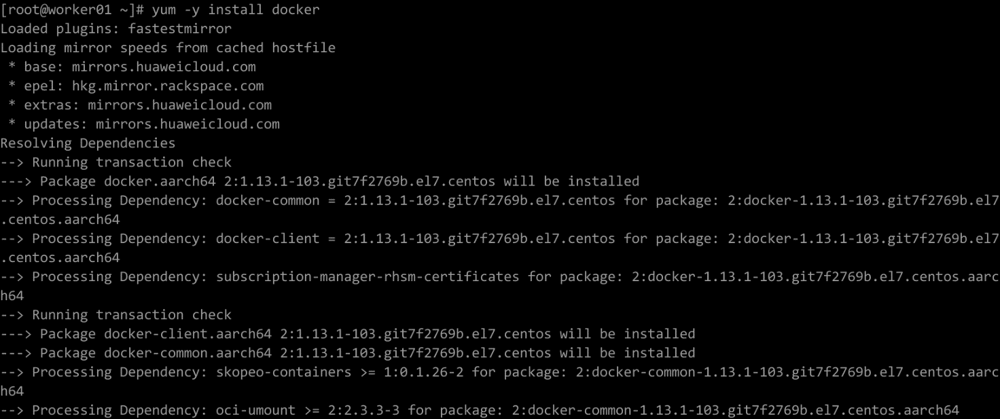 [root@worker01 ~]# yum -y install docker
Loaded plugins: fastestmirror
Loading mirror speeds from cached hostfile
 * base: mirrors.huaweicloud.com
 * epel: hkg.mirror.rackspace.com
 * extras: mirrors.huaweicloud.com
 * updates: mirrors.huaweicloud.com
Resolving Dependencies
--> Running transaction check
---> Package docker.aarch64 2:1.13.1-103.git7f2769b.el7.centos will be installed
--> Processing Dependency: docker-common = 2:1.13.1-103.git7f2769b.el7.centos for package: 2:docker-1.13.1-103.git7f2769b.el7
.centos.aarch64
--> Processing Dependency: docker-client = 2:1.13.1-103.git7f2769b.el7.centos for package: 2:docker-1.13.1-103.git7f2769b.el7
.centos.aarch64
--> Processing Dependency: subscription-manager-rhsm-certificates for package: 2:docker-1.13.1-103.git7f2769b.el7.centos.aarc
h64
--> Running transaction check
---> Package docker-client.aarch64 2:1.13.1-103.git7f2769b.el7.centos will be installed
---> Package docker-common.aarch64 2:1.13.1-103.git7f2769b.el7.centos will be installed
--> Processing Dependency: skopeo-containers >= 1:0.1.26-2 for package: 2:docker-common-1.13.1-103.git7f2769b.el7.centos.aarc
h64
--> Processing Dependency: oci-umount >= 2:2.3.3-3 for package: 2:docker-common-1.13.1-103.git7f2769b.el7.centos.aarch64